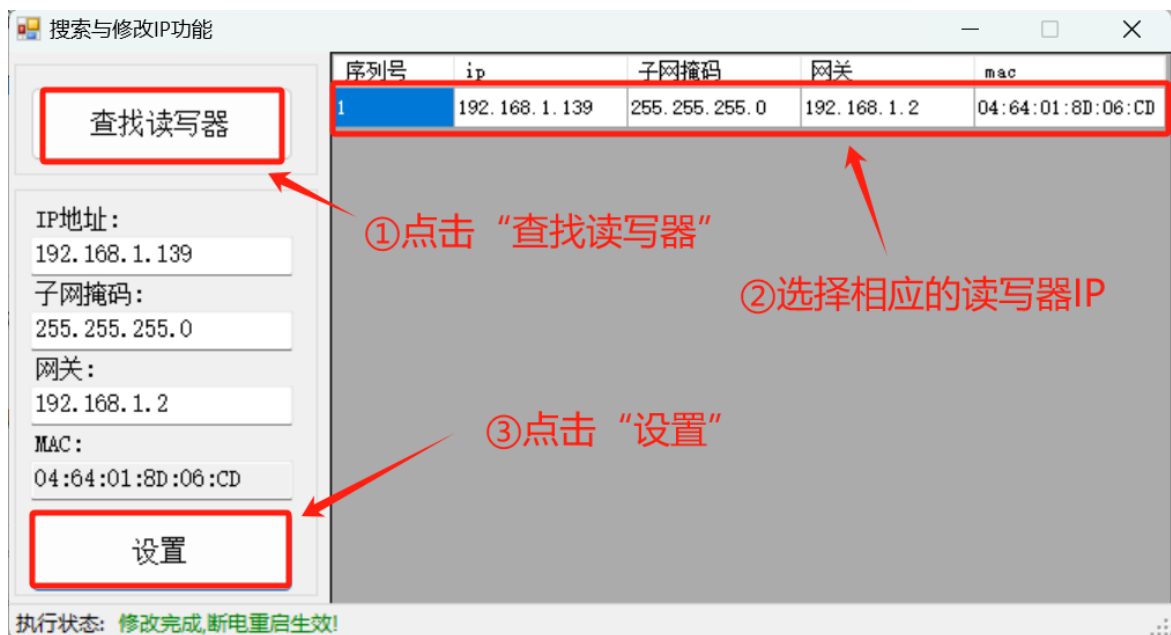 搜索与修改IP功能
序列号 ip 子网掩码 网关 mac
1 192.168.1.139 255.255.255.0 192.168.1.2 04:64:01:8D:06:CD
查找读写器
①点击“查找读写器”
②选择相应的读写器IP
IP地址:
192.168.1.139
子网掩码:
255.255.255.0
网关:
192.168.1.2
③点击“设置”
MAC:
04:64:01:8D:06:CD
设置
执行状态: 修改完成,断电重启生效!